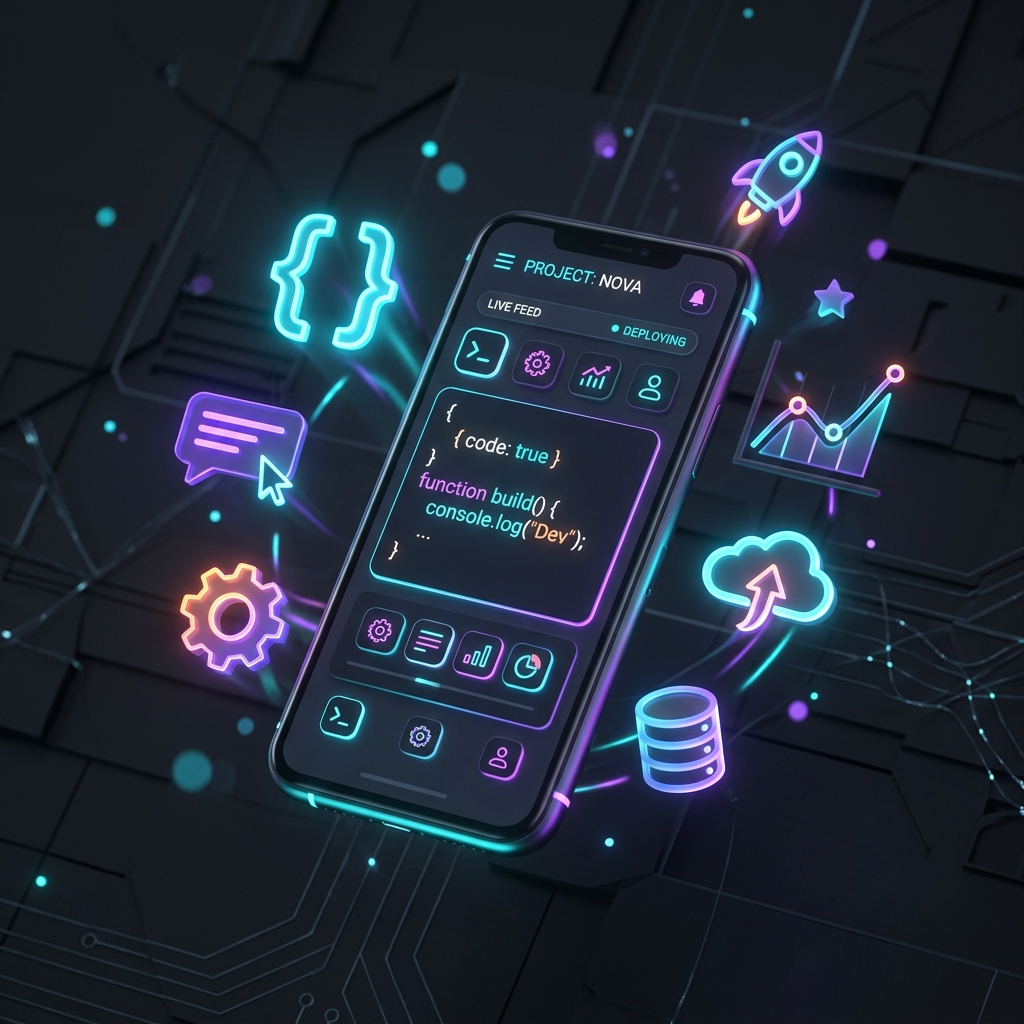 PROJECT: NOVA
LIVE FEED
DEPLOYING
{
{ code: true }
}
function build() {
console.log("Dev");
...
}